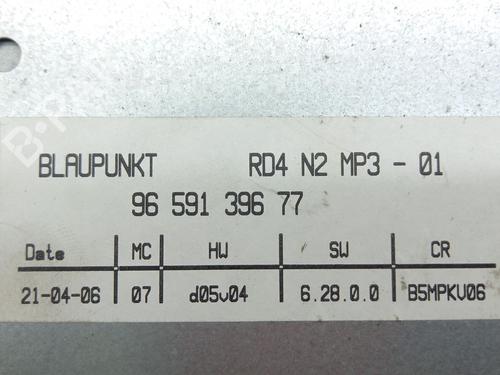 BLAUPUNKT RD4 N2 MP3 - 01
96 591 396 77
Date MC HW SW CR
21-04-06 07 d05v04 6.28.0.0 B5MPKV06